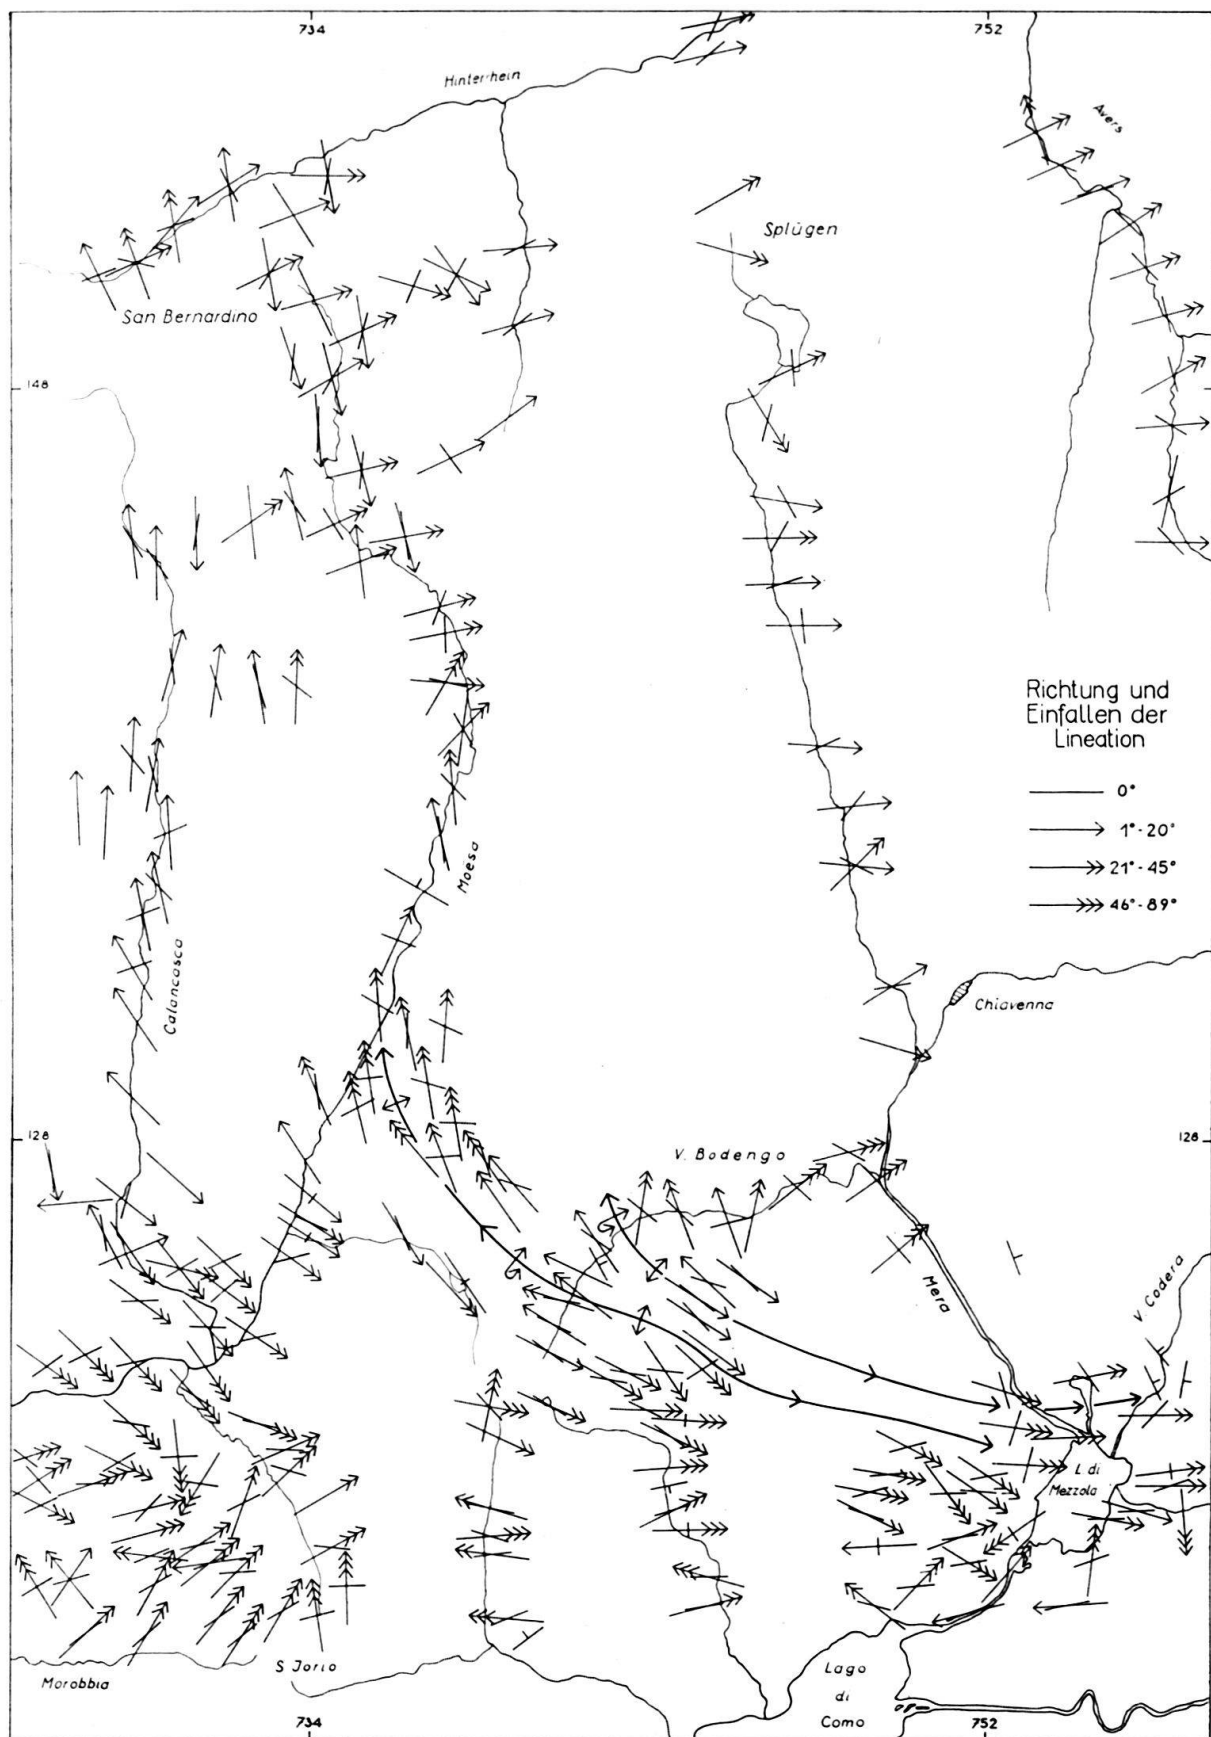 734
752
Hinterrhein
Avers
Splügen
San Bernardino
148
Richtung und
Einfallen der
Lineation
0°
1°-20°
21°-45°
46°-89°
Moësa
Calancasca
Chiavenna
128
128
V. Bodengo
Mera
V. Codera
L. di
Mezzola
S. Jorio
Morobbia
Lago
di
Como
734
752